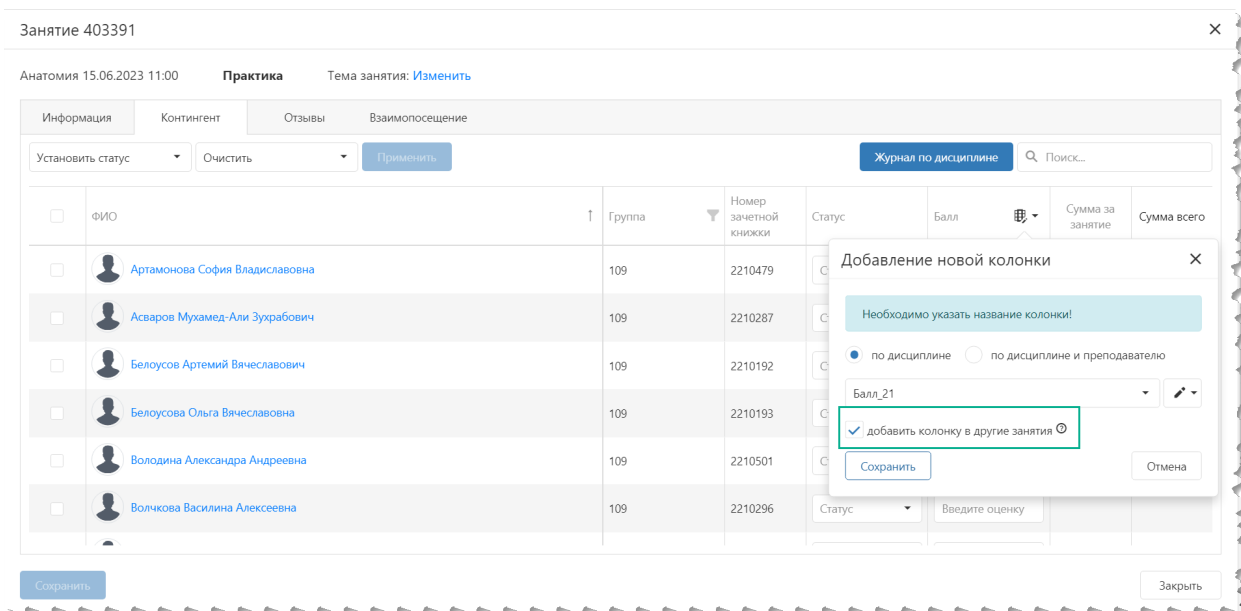 Занятие 403391
Анатомия 15.06.2023 11:00 Практика Тема занятия: Изменить
Информация Контингент Отзывы Взаимопосещение
Установить статус Очистить Применить Журнал по дисциплине Поиск...
ФИО Группа Номер зачетной книжки Статус Балл Сумма за занятие Сумма всего
Артамонова София Владиславовна 109 2210479 С
Асваров Мухамед-Али Зухрабович 109 2210287 С
Белоусов Артемий Вячеславович 109 2210192 С
Белоусова Ольга Вячеславовна 109 2210193 С
Володина Александра Андреевна 109 2210501 С
Волчкова Василина Алексеевна 109 2210296 Статус Введите оценку
Добавление новой колонки
Необходимо указать название колонки!
по дисциплине по дисциплине и преподавателю
Балл_21
добавить колонку в другие занятия
Сохранить Отмена
Сохранить Закрыть